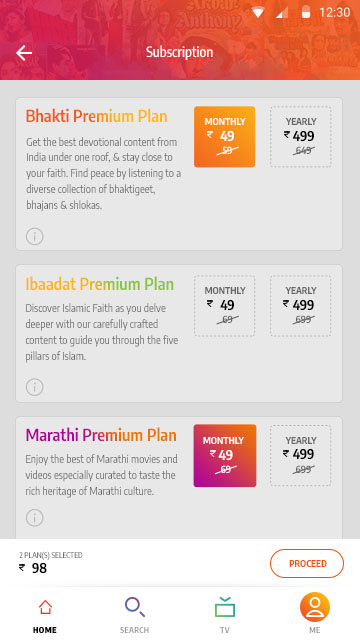 12:30
Subscription
Bhakti Premium Plan
Get the best devotional content from
India under one roof, & stay close to
your faith. Find peace by listening to a
diverse collection of bhaktigeet,
bhajans & shlokas.
MONTHLY
₹ 49
59
YEARLY
₹ 499
649
Ibaadat Premium Plan
Discover Islamic Faith as you delve
deeper with our carefully crafted
content to guide you through the five
pillars of Islam.
MONTHLY
₹ 49
69
YEARLY
₹ 499
699
Marathi Premium Plan
Enjoy the best of Marathi movies and
videos especially curated to taste the
rich heritage of Marathi culture.
MONTHLY
₹ 49
69
YEARLY
₹ 499
699
2 PLAN(S) SELECTED
₹ 98
PROCEED
HOME SEARCH TV ME